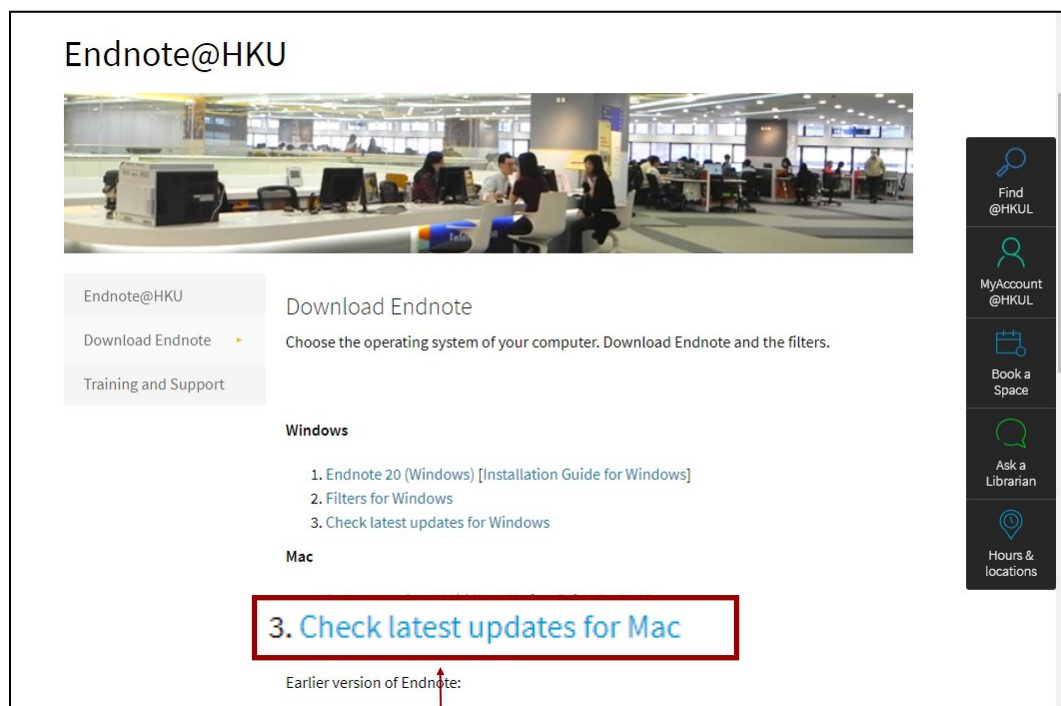 Endnote@HKU
Endnote@HKU
Download Endnote
Training and Support
Download Endnote
Choose the operating system of your computer. Download Endnote and the filters.
Windows
1. Endnote 20 (Windows) [Installation Guide for Windows]
2. Filters for Windows
3. Check latest updates for Windows
Mac
3. Check latest updates for Mac
Earlier version of Endnote:
Find
@HKUL
MyAccount
@HKUL
Book a
Space
Ask a
Librarian
Hours &
locations